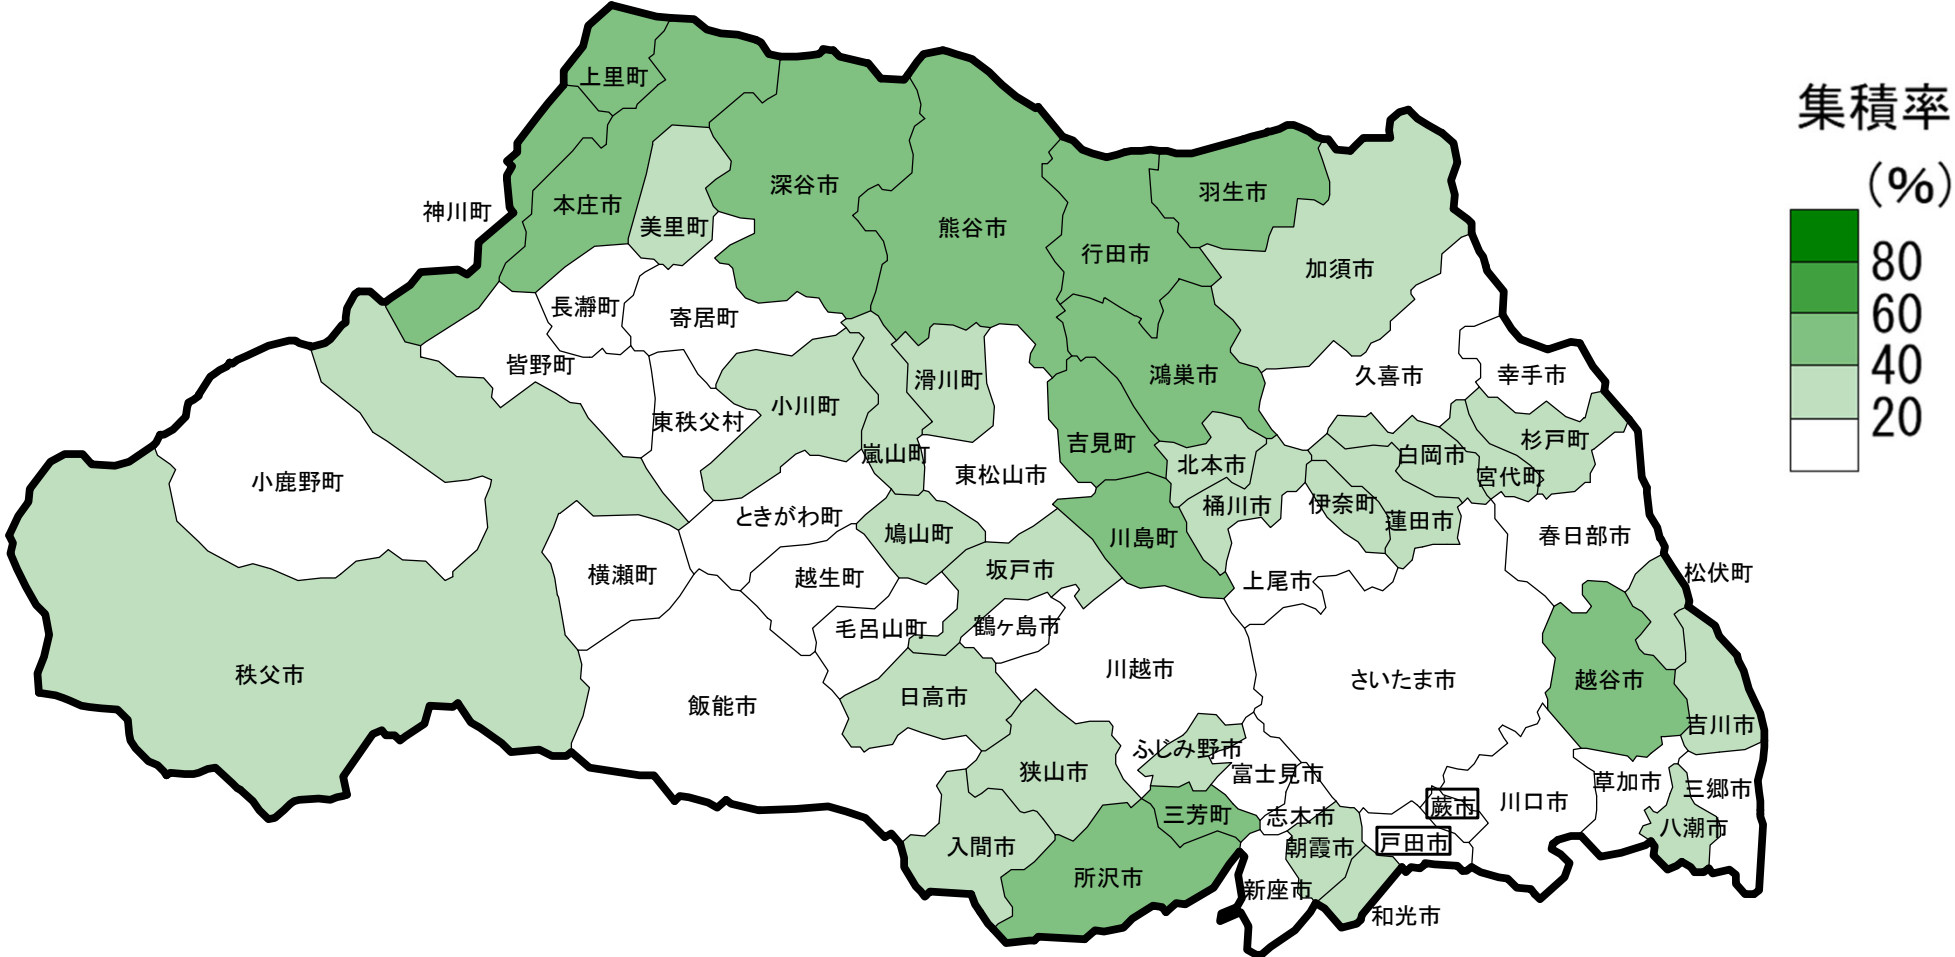 集積率
(%)
80
60
40
20
上里町
神川町
本庄市
美里町
深谷市
熊谷市
行田市
羽生市
加須市
長瀞町
寄居町
皆野町
東秩父村
小川町
嵐山町
滑川町
東松山市
吉見町
鴻巣市
久喜市
幸手市
杉戸町
白岡市
宮代町
北本市
桶川市
伊奈町
蓮田市
春日部市
松伏町
小鹿野町
ときがわ町
鳩山町
川島町
横瀬町
越生町
坂戸市
上尾市
毛呂山町
鶴ヶ島市
秩父市
飯能市
日高市
川越市
さいたま市
越谷市
吉川市
狭山市
ふじみ野市
富士見市
三芳町
志木市
蕨市
戸田市
川口市
草加市
三郷市
八潮市
入間市
所沢市
朝霞市
新座市
和光市